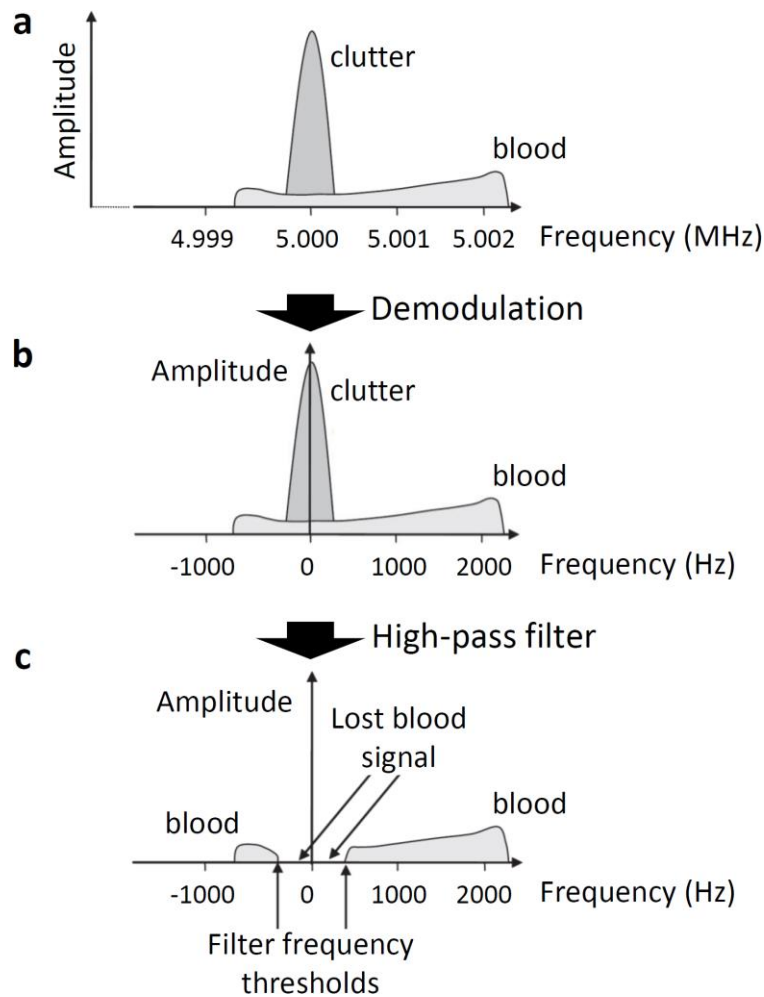 a
Amplitude
clutter
blood
4.999 5.000 5.001 5.002 Frequency (MHz)
Demodulation
b
Amplitude
clutter
blood
-1000 0 1000 2000 Frequency (Hz)
High-pass filter
c
Amplitude
Lost blood
signal
blood
blood
-1000 0 1000 2000 Frequency (Hz)
Filter frequency
thresholds